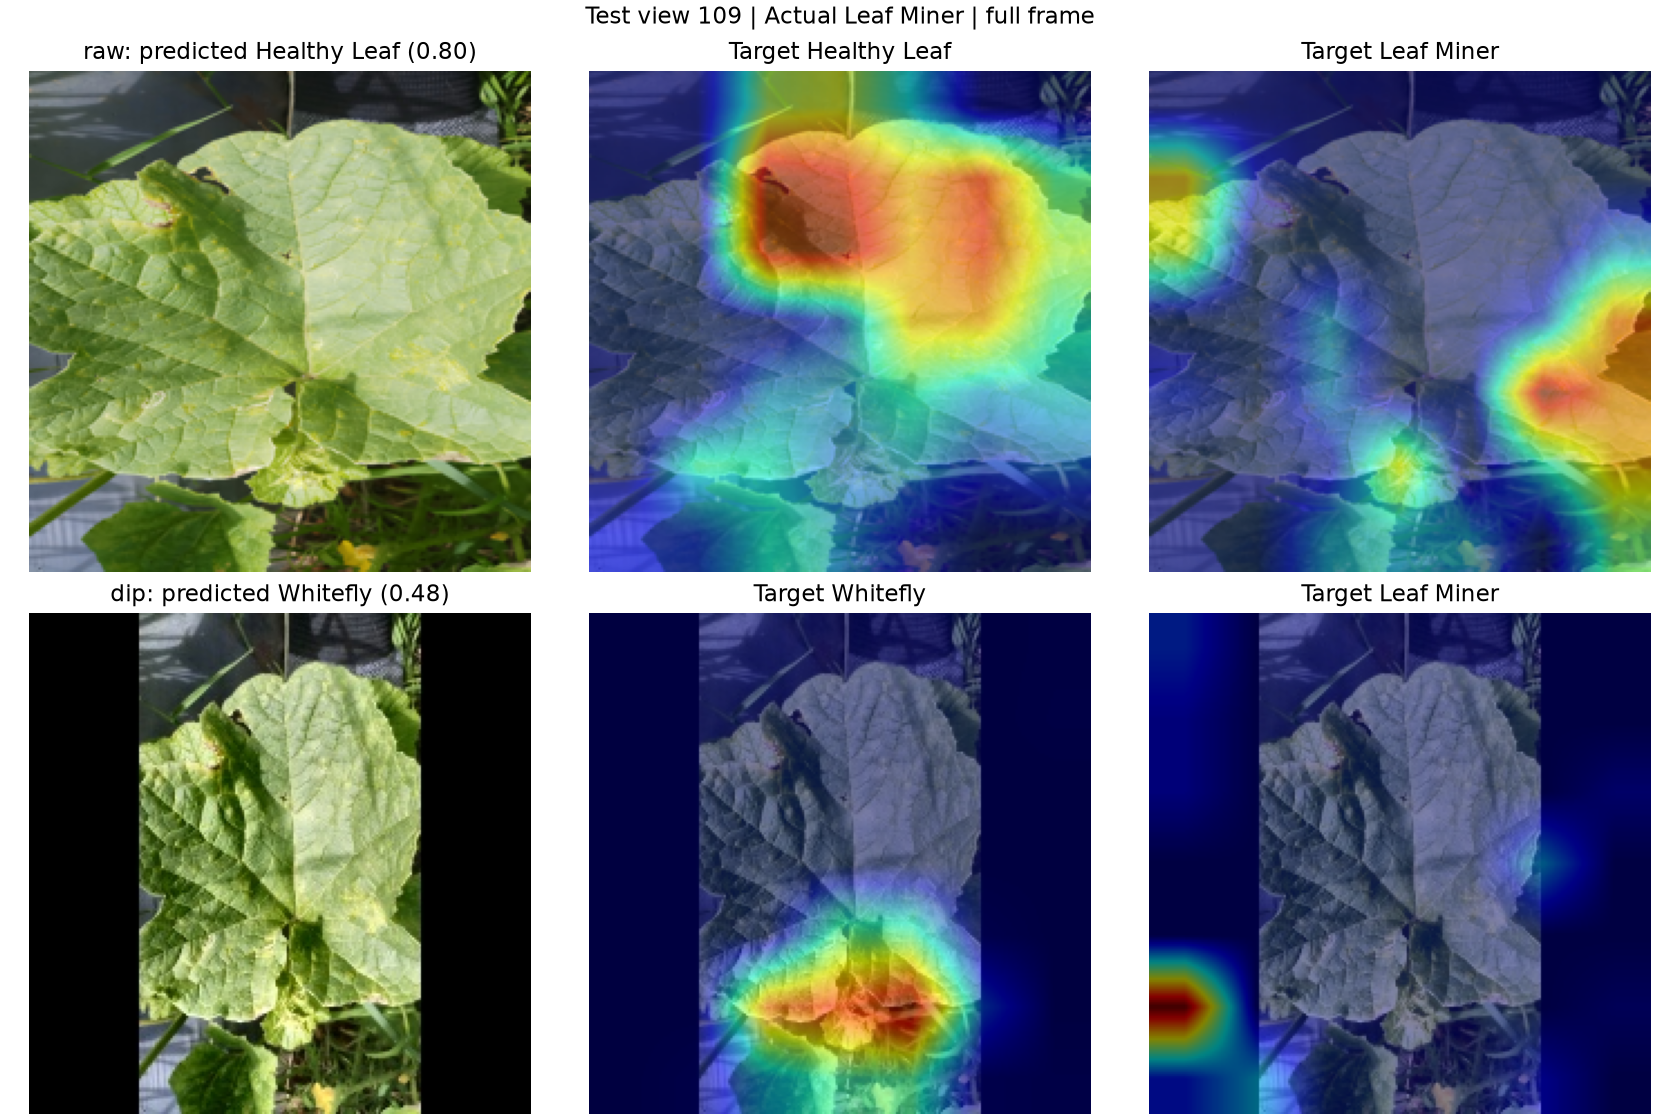 Test view 109 | Actual Leaf Miner | full frame
raw: predicted Healthy Leaf (0.80)
Target Healthy Leaf
Target Leaf Miner
dip: predicted Whitefly (0.48)
Target Whitefly
Target Leaf Miner